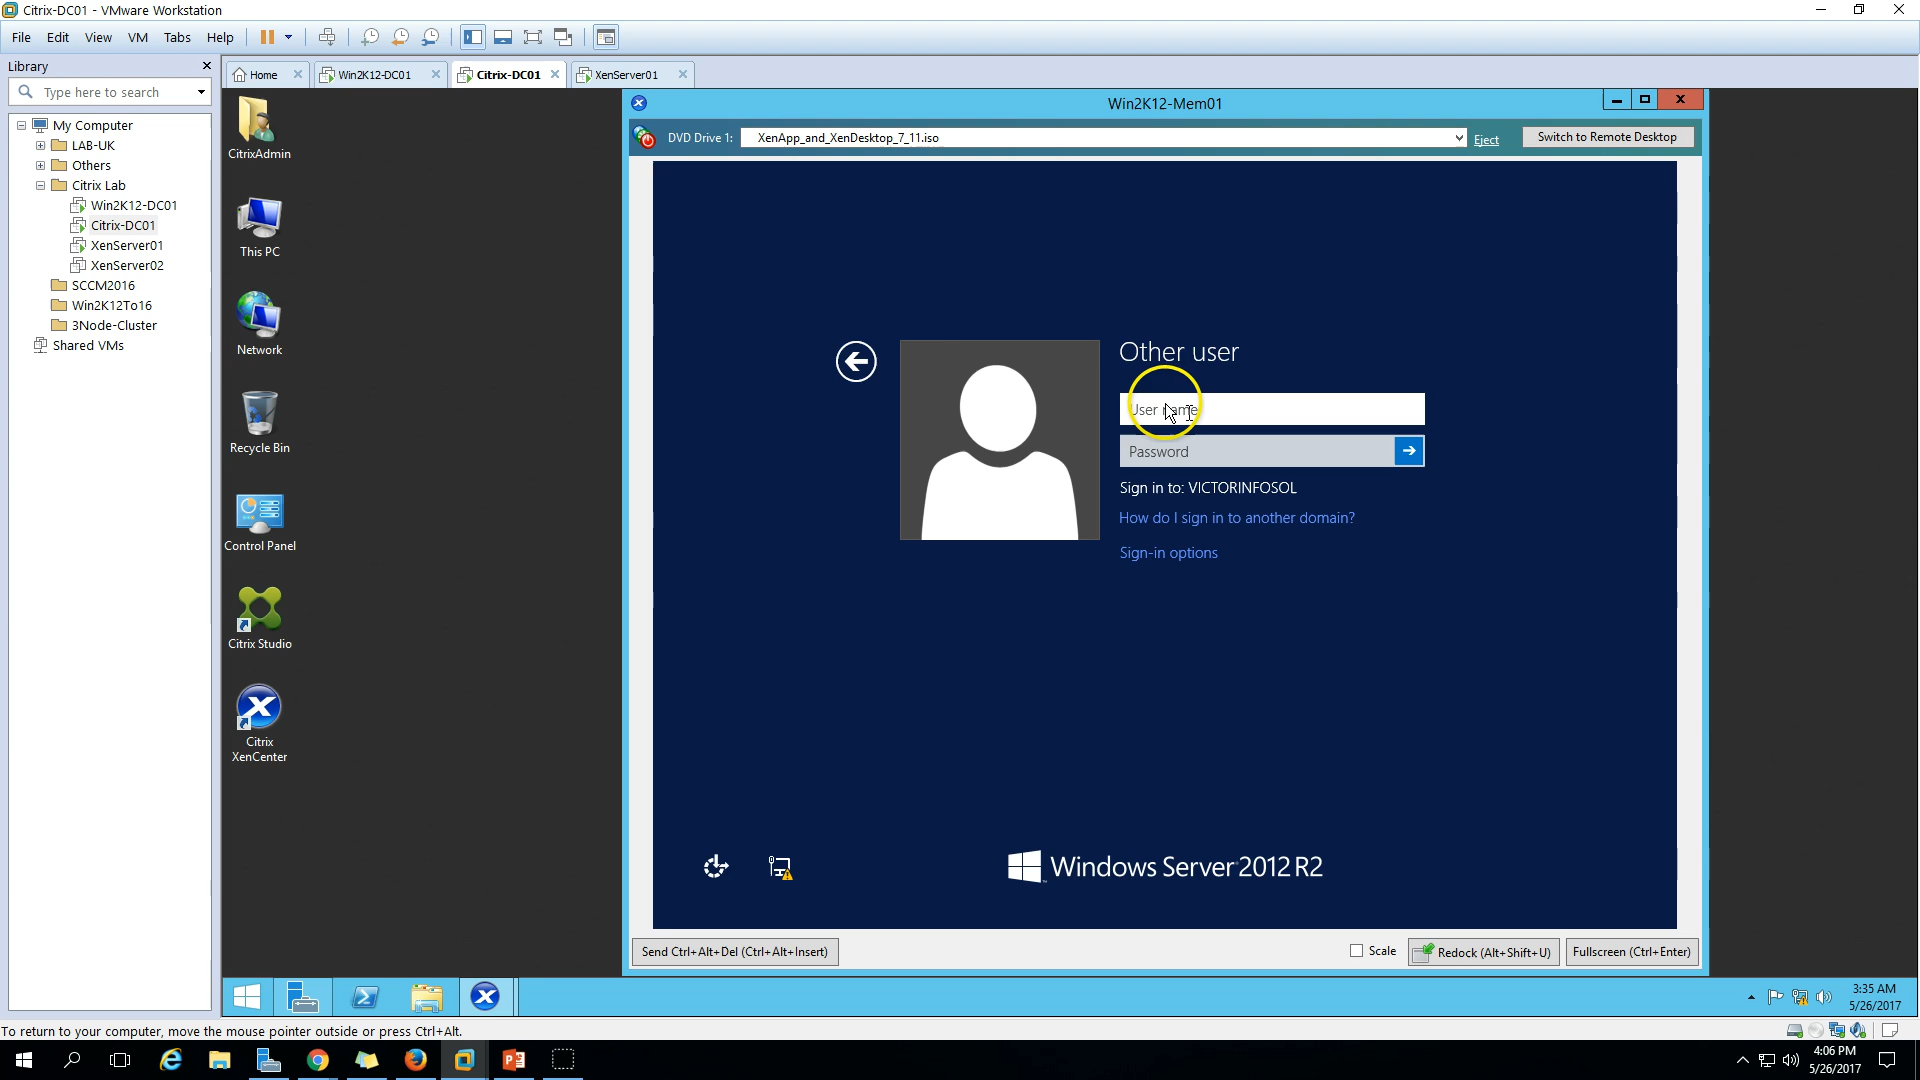 Citrix-DC01 - VMware Workstation
File Edit View VM Tabs Help
Library
Type here to search
My Computer
LAB-UK
Others
Citrix Lab
Win2K12-DC01
Citrix-DC01
XenServer01
XenServer02
SCCM2016
Win2K12To16
3Node-Cluster
Shared VMs
Home
Win2K12-DC01
Citrix-DC01
XenServer01
CitrixAdmin
This PC
Network
Recycle Bin
Control Panel
Citrix Studio
Citrix
XenCenter
Win2K12-Mem01
DVD Drive 1: XenApp_and_XenDesktop_7_11.iso Eject Switch to Remote Desktop
Other user
User name
Password
Sign in to: VICTORINFOSOL
How do I sign in to another domain?
Sign-in options
Windows Server 2012 R2
Send Ctrl+Alt+Del (Ctrl+Alt+Insert) Scale Redock (Alt+Shift+U) Fullscreen (Ctrl+Enter)
3:35 AM
5/26/2017
To return to your computer, move the mouse pointer outside or press Ctrl+Alt.
4:06 PM
5/26/2017